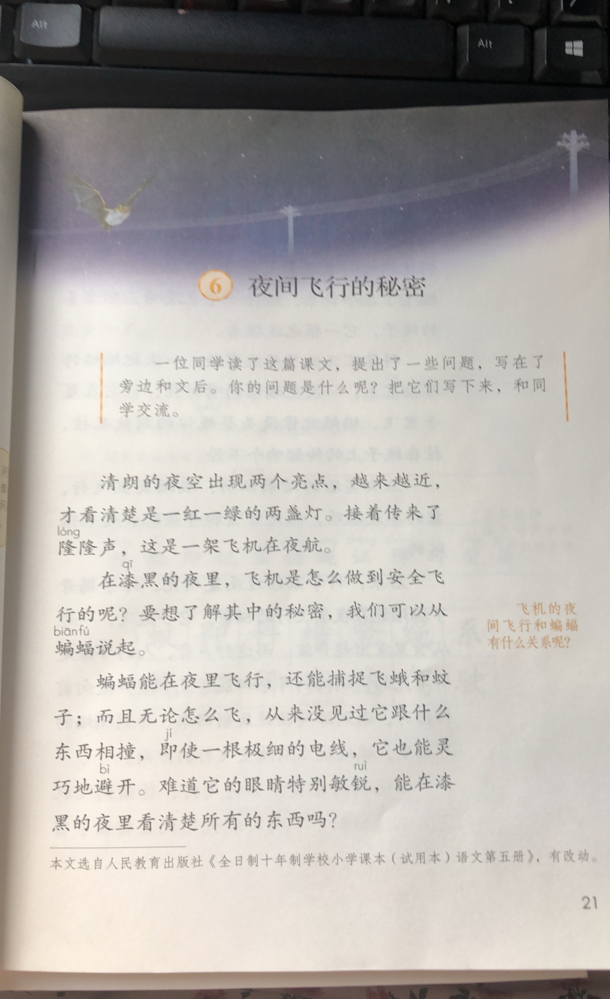 Alt
Alt
6 夜间飞行的秘密
一位同学读了这篇课文，提出了一些问题，写在了
旁边和文后。你的问题是什么呢？把它们写下来，和同
学交流。
清朗的夜空出现两个亮点，越来越近，
才看清楚是一红一绿的两盏灯。接着传来了
lóng
隆隆声，这是一架飞机在夜航。
qī
在漆黑的夜里，飞机是怎么做到安全飞
行的呢？要想了解其中的秘密，我们可以从
biānfú
蝙蝠说起。
飞机的夜
间飞行和蝙蝠
有什么关系呢？
蝙蝠能在夜里飞行，还能捕捉飞蛾和蚊
子；而且无论怎么飞，从来没见过它跟什么
jí
东西相撞，即使一根极细的电线，它也能灵
bì ruì
巧地避开。难道它的眼睛特别敏锐，能在漆
黑的夜里看清楚所有的东西吗？
本文选自人民教育出版社《全日制十年制学校小学课本（试用本）语文第五册》，有改动。
21